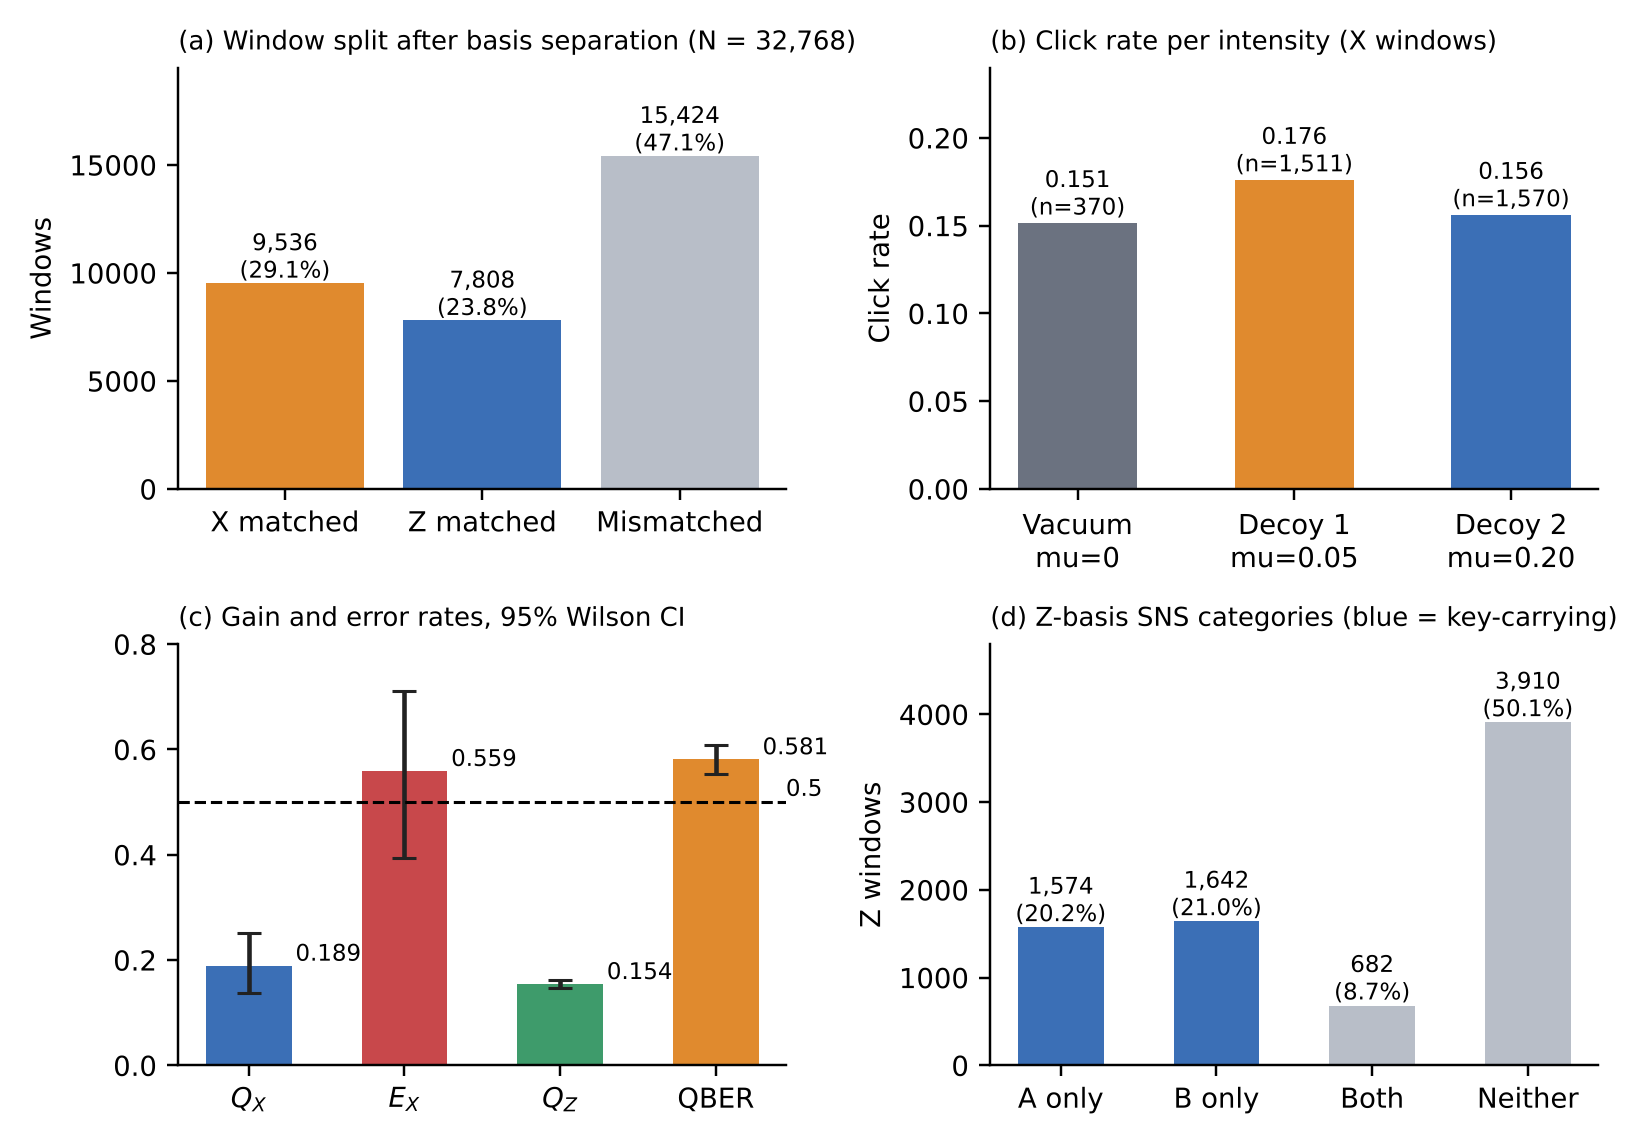 (a) Window split after basis separation (N = 32,768)
Windows
15000
10000
5000
0
9,536
(29.1%)
7,808
(23.8%)
15,424
(47.1%)
X matched
Z matched
Mismatched
(b) Click rate per intensity (X windows)
Click rate
0.20
0.15
0.10
0.05
0.00
0.151
(n=370)
0.176
(n=1,511)
0.156
(n=1,570)
Vacuum
mu=0
Decoy 1
mu=0.05
Decoy 2
mu=0.20
(c) Gain and error rates, 95% Wilson CI
0.8
0.6
0.4
0.2
0.0
0.189
0.559
0.154
0.581
0.5
Q_X
E_X
Q_Z
QBER
(d) Z-basis SNS categories (blue = key-carrying)
Z windows
4000
3000
2000
1000
0
1,574
(20.2%)
1,642
(21.0%)
682
(8.7%)
3,910
(50.1%)
A only
B only
Both
Neither